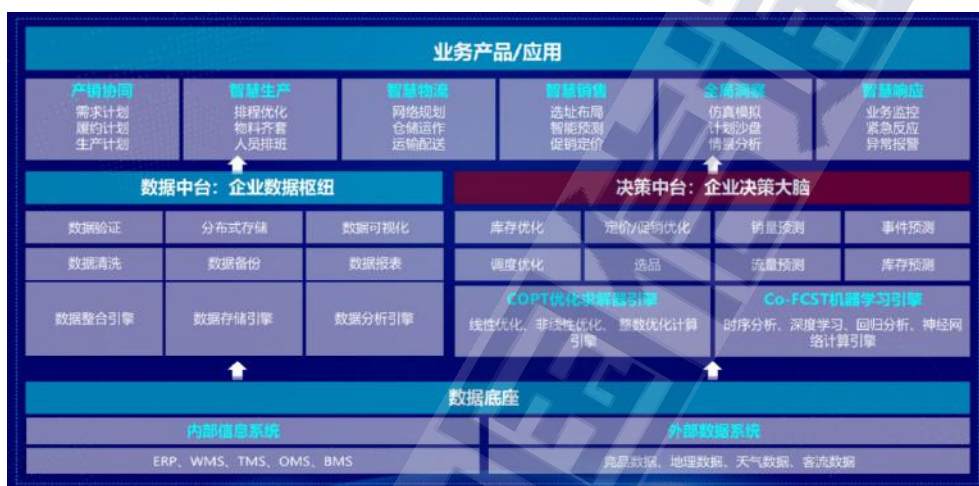 业务产品/应用
产销协同
需求计划
履约计划
生产计划
智慧生产
排程优化
物料齐套
人员排班
智慧物流
网络规划
仓储运作
运输配送
智慧销售
选址布局
智能预测
促销定价
全局洞察
仿真模拟
计划沙盘
情景分析
智慧响应
业务监控
紧急反应
异常报警
数据中台：企业数据枢纽
数据验证
分布式存储
数据可视化
数据清洗
数据备份
数据报表
数据整合引擎
数据存储引擎
数据分析引擎
决策中台：企业决策大脑
库存优化
定价/促销优化
销量预测
事件预测
调度优化
选品
流量预测
库存预测
COPT优化求解器引擎
线性优化、非线性优化、整数优化计算
引擎
Co-FCST机器学习引擎
时序分析、深度学习、回归分析、神经网
络计算引擎
数据底座
内部信息系统
ERP、WMS、TMS、OMS、BMS
外部数据系统
竞品数据、地理数据、天气数据、客流数据